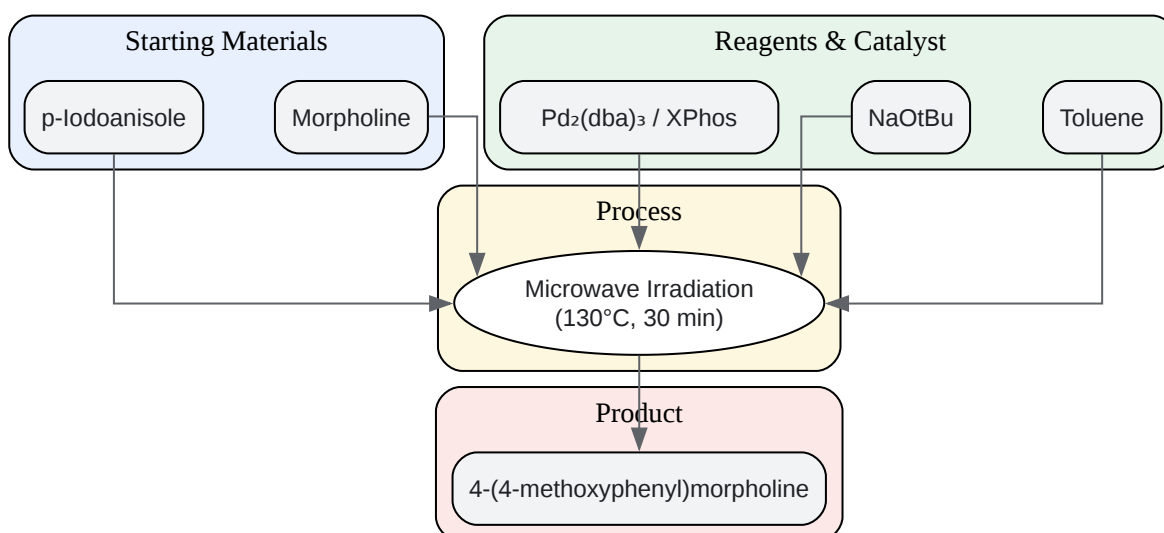 Starting Materials
Reagents & Catalyst
p-Iodoanisole
Morpholine
Pd₂(dba)₃ / XPhos
NaOtBu
Toluene
Process
Microwave Irradiation
(130°C, 30 min)
Product
4-(4-methoxyphenyl)morpholine